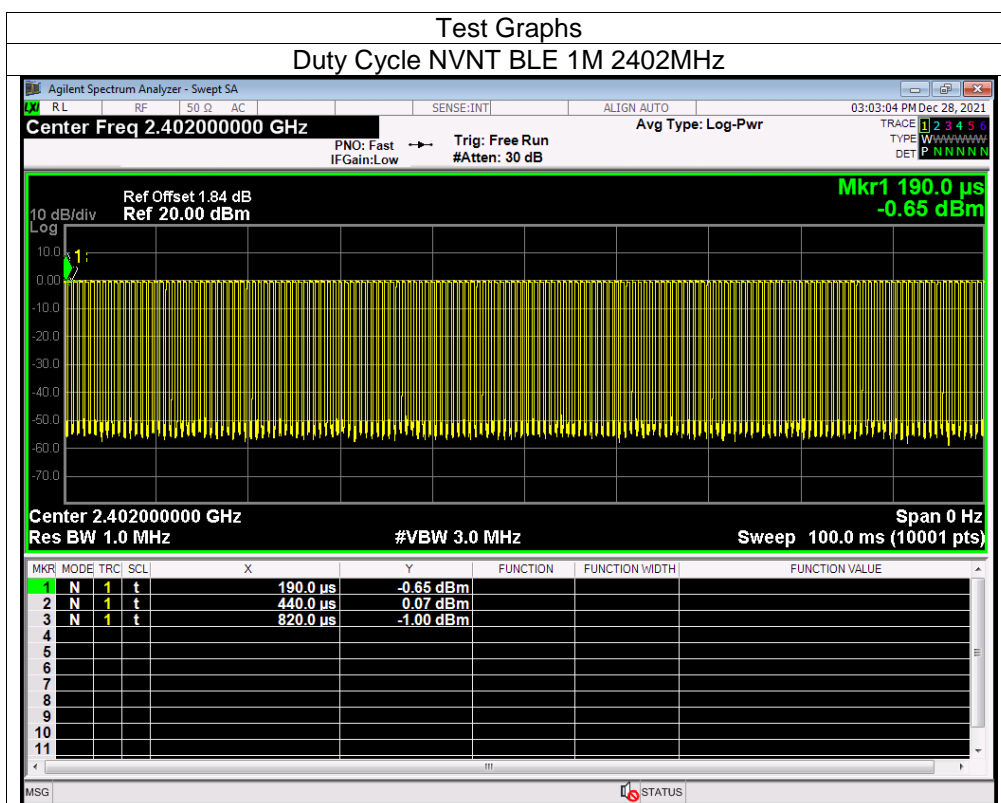 Test Graphs
Duty Cycle NVNT BLE 1M 2402MHz
Agilent Spectrum Analyzer - Swept SA
LXI RL RF 50 Ω AC SENSE:INT ALIGN AUTO 03:03:04 PM Dec 28, 2021
Center Freq 2.402000000 GHz
PNO: Fast
IFGain:Low
Trig: Free Run
#Atten: 30 dB
Avg Type: Log-Pwr
TRACE 1 2 3 4 5 6
TYPE WWWWWW
DET P N N N N N
Mkr1 190.0 µs
-0.65 dBm
Ref Offset 1.84 dB
10 dB/div Ref 20.00 dBm
Log
10.0
1
0.00
-10.0
-20.0
-30.0
-40.0
-50.0
-60.0
-70.0
Center 2.402000000 GHz Span 0 Hz
Res BW 1.0 MHz #VBW 3.0 MHz Sweep 100.0 ms (10001 pts)
MKR MODE TRC SCL X Y FUNCTION FUNCTION WIDTH FUNCTION VALUE
1 N 1 t 190.0 µs -0.65 dBm
2 N 1 t 440.0 µs 0.07 dBm
3 N 1 t 820.0 µs -1.00 dBm
4
5
6
7
8
9
10
11
MSG STATUS